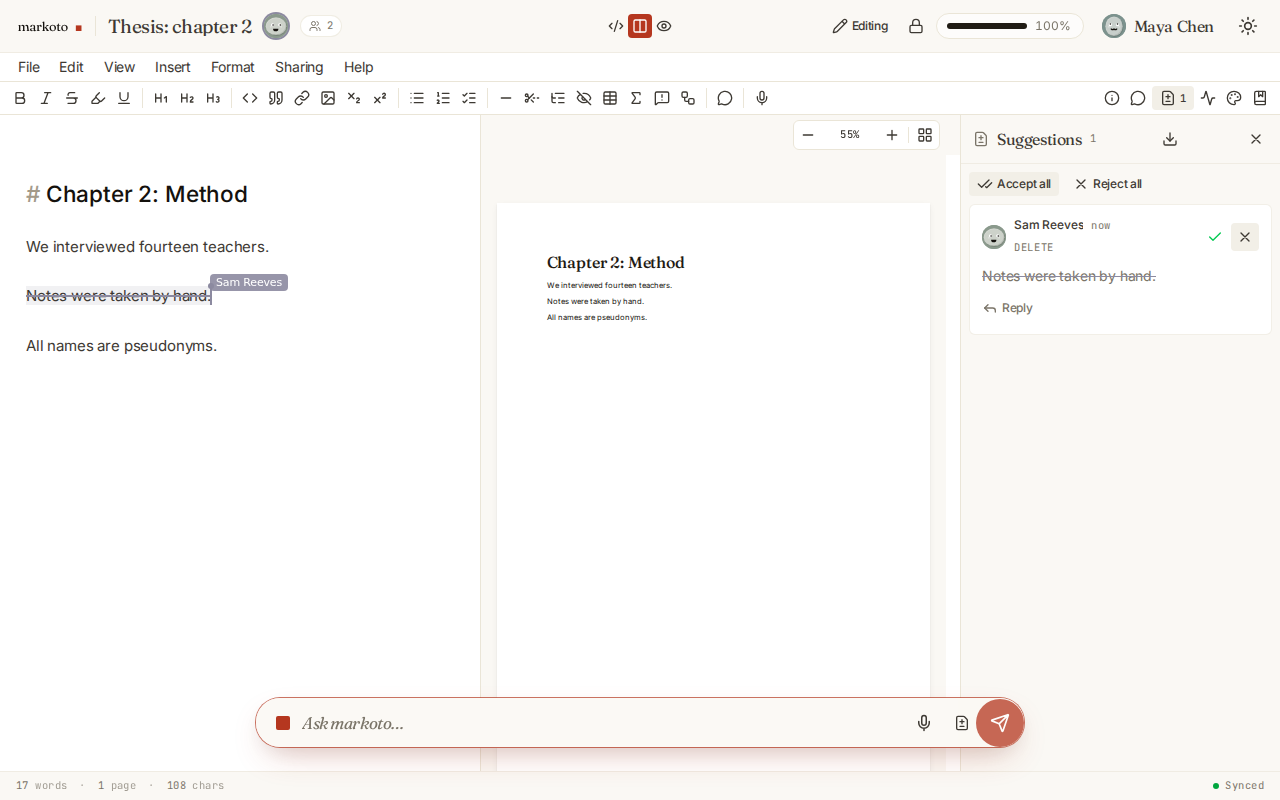 markoto
Thesis: chapter 2
2
Editing
100%
Maya Chen
File Edit View Insert Format Sharing Help
H1 H2 H3
1
# Chapter 2: Method
We interviewed fourteen teachers.
Sam Reeves
Notes were taken by hand.
All names are pseudonyms.
55%
Chapter 2: Method
We interviewed fourteen teachers.
Notes were taken by hand.
All names are pseudonyms.
Suggestions 1
Accept all Reject all
Sam Reeves now
DELETE
Notes were taken by hand.
Reply
Ask markoto...
17 words · 1 page · 108 chars
Synced